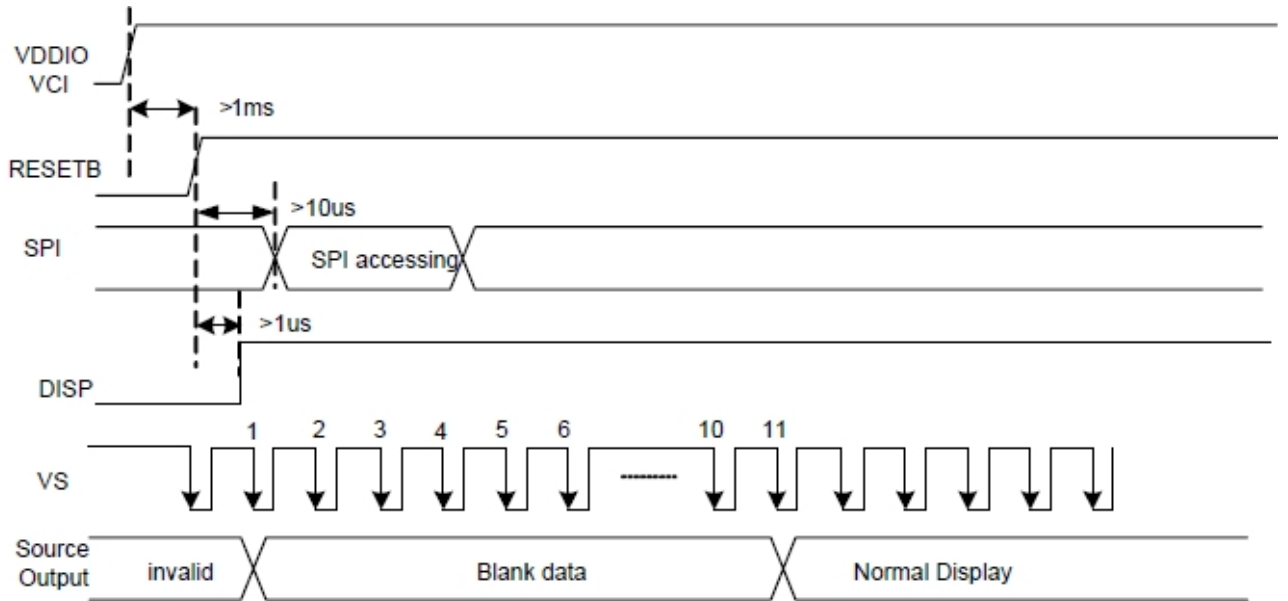 VDDIO
VCI
>1ms
RESETB
>10us
SPI
SPI accessing
>1us
DISP
1 2 3 4 5 6 10 11
VS
Source
Output
invalid
Blank data
Normal Display